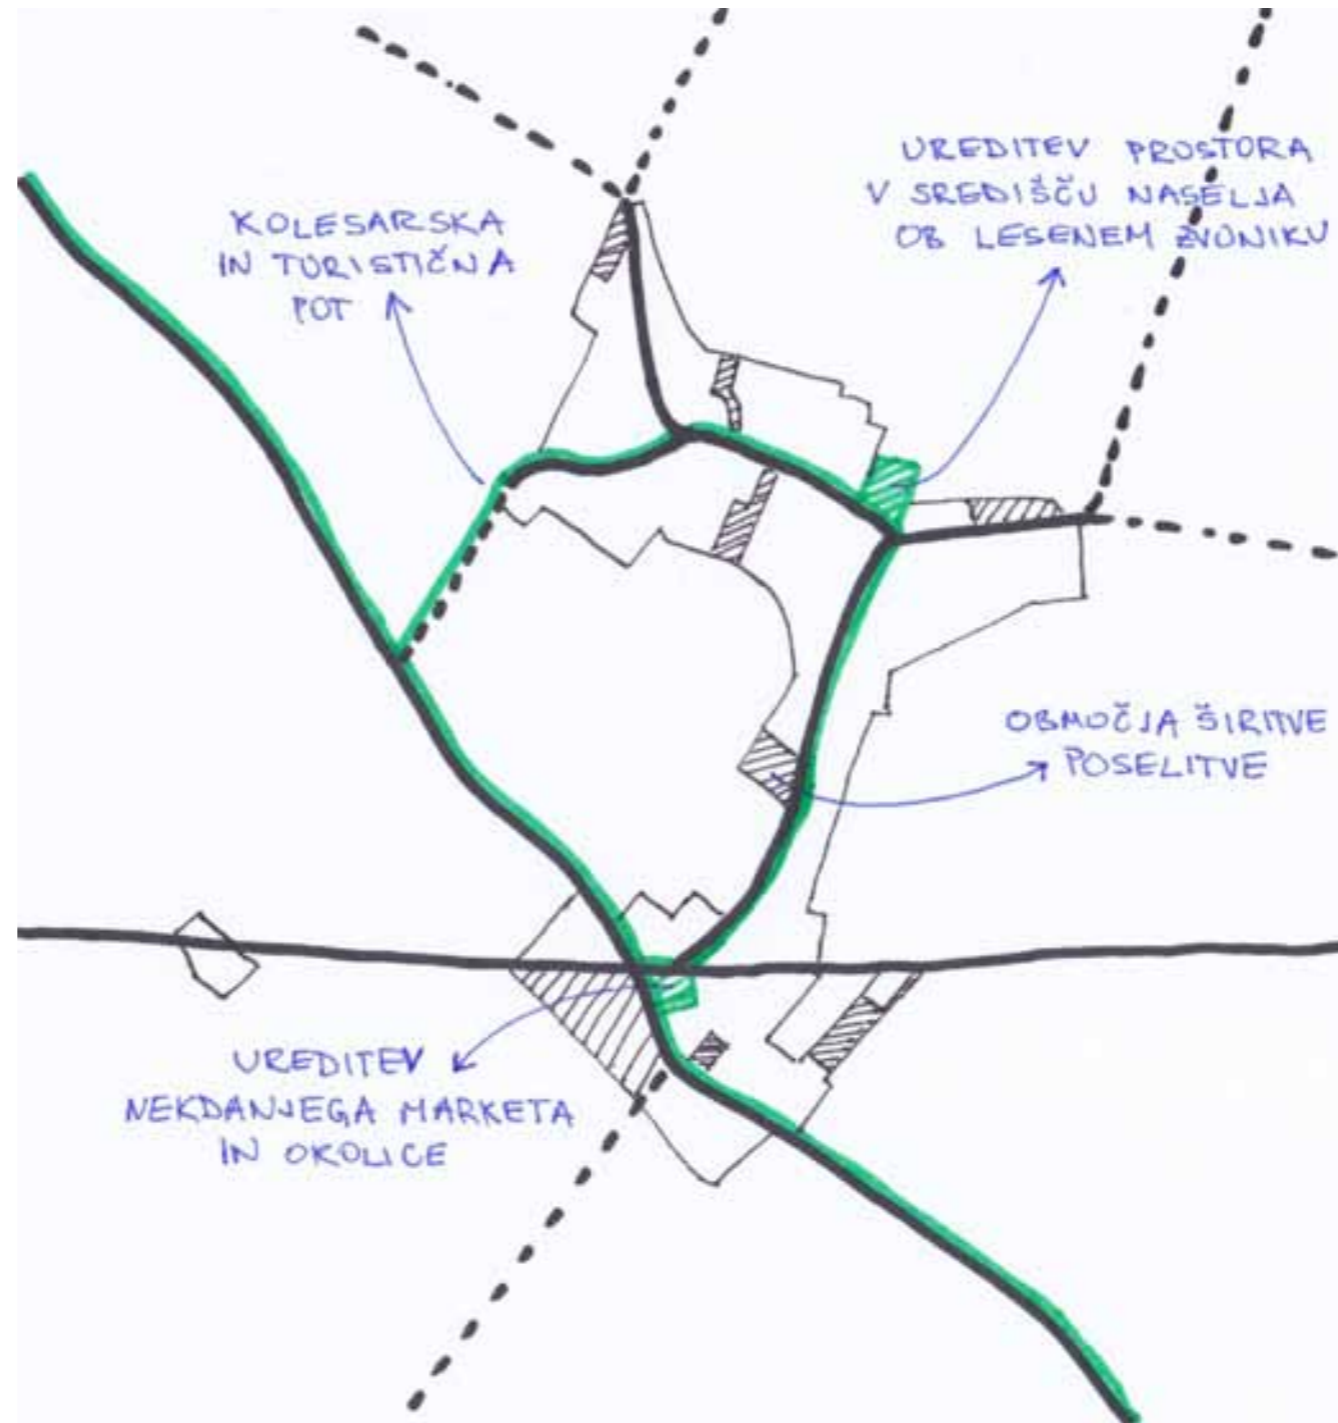 UREDITEV PROSTORA
V SREDIŠČU NASELJA
OB LESENEM ZVONIKU
KOLESARSKA
IN TURISTIČNA
POT
OBMOČJA ŠIRITVE
POSELITVE
UREDITEV
NEKDANJEGA MARKETA
IN OKOLICE